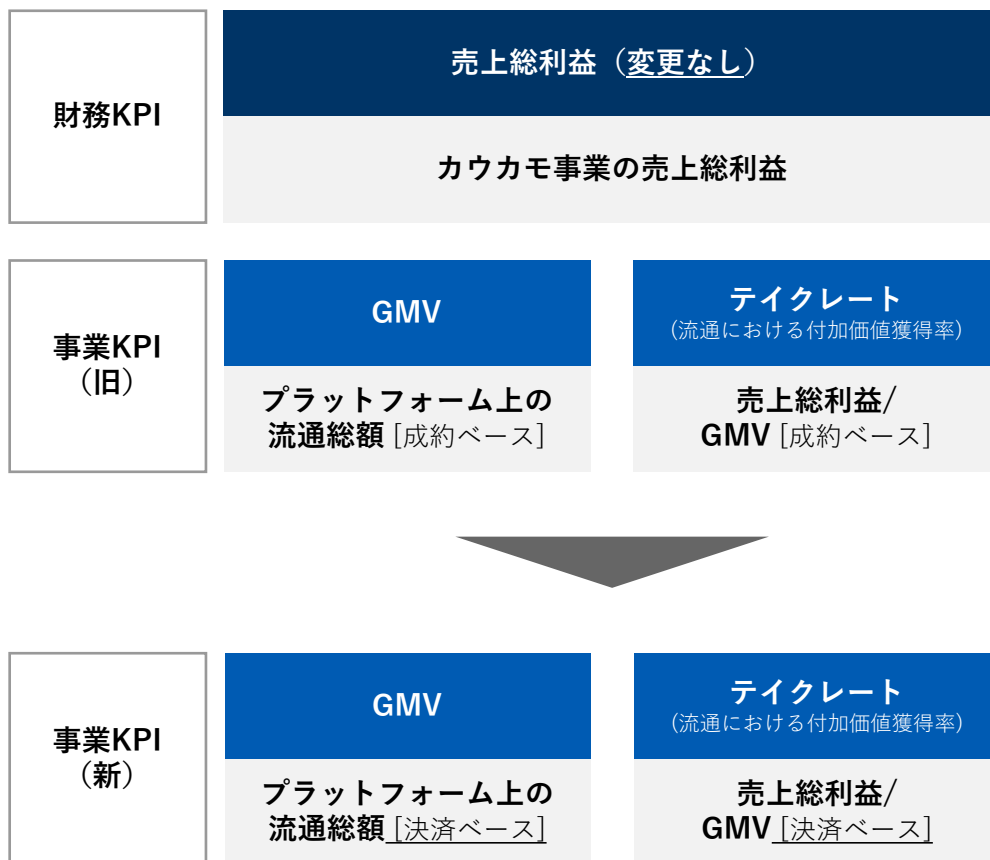 財務KPI
売上総利益（変更なし）
カウカモ事業の売上総利益
事業KPI
（旧）
GMV
プラットフォーム上の
流通総額 [成約ベース]
テイクレート
（流通における付加価値獲得率）
売上総利益/
GMV [成約ベース]
事業KPI
（新）
GMV
プラットフォーム上の
流通総額 [決済ベース]
テイクレート
（流通における付加価値獲得率）
売上総利益/
GMV [決済ベース]